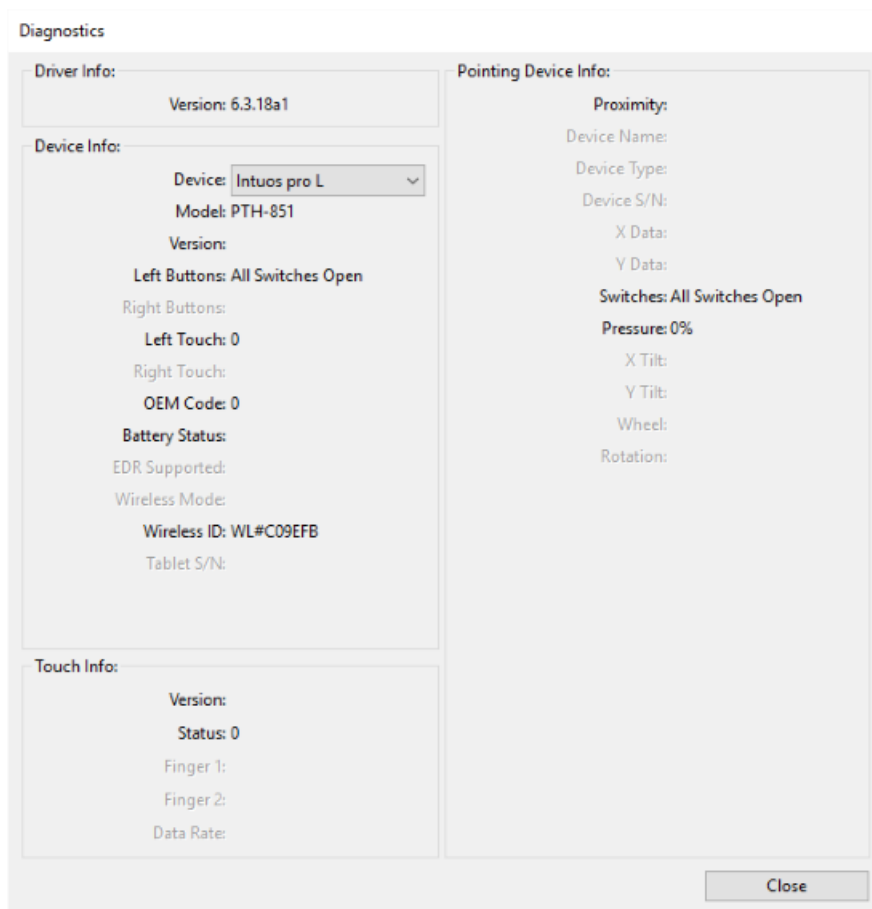 Diagnostics
Driver Info:
Version: 6.3.18a1
Device Info:
Device: Intuos pro L
Model: PTH-851
Version:
Left Buttons: All Switches Open
Right Buttons:
Left Touch: 0
Right Touch:
OEM Code: 0
Battery Status:
EDR Supported:
Wireless Mode:
Wireless ID: WL#C09EFB
Tablet S/N:
Touch Info:
Version:
Status: 0
Finger 1:
Finger 2:
Data Rate:
Pointing Device Info:
Proximity:
Device Name:
Device Type:
Device S/N:
X Data:
Y Data:
Switches: All Switches Open
Pressure: 0%
X Tilt:
Y Tilt:
Wheel:
Rotation:
Close